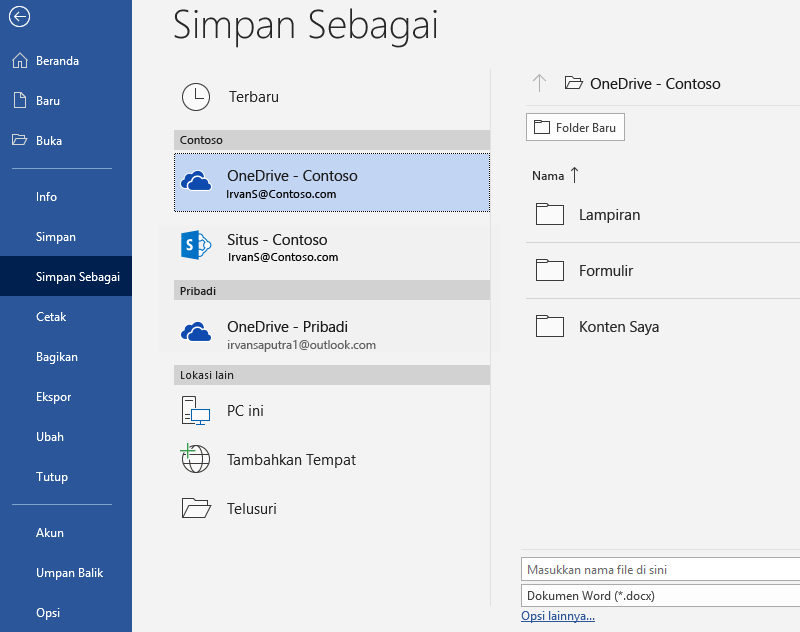 Simpan Sebagai
Beranda
Baru
Buka
Info
Simpan
Simpan Sebagai
Cetak
Bagikan
Ekspor
Ubah
Tutup
Akun
Umpan Balik
Opsi
Terbaru
Contoso
OneDrive - Contoso
IrvanS@Contoso.com
S
Situs - Contoso
IrvanS@Contoso.com
Pribadi
OneDrive - Pribadi
irvansaputra1@outlook.com
Lokasi lain
PC ini
Tambahkan Tempat
Telusuri
OneDrive - Contoso
Folder Baru
Nama
Lampiran
Formulir
Konten Saya
Masukkan nama file di sini
Dokumen Word (*.docx)
Opsi lainnya...